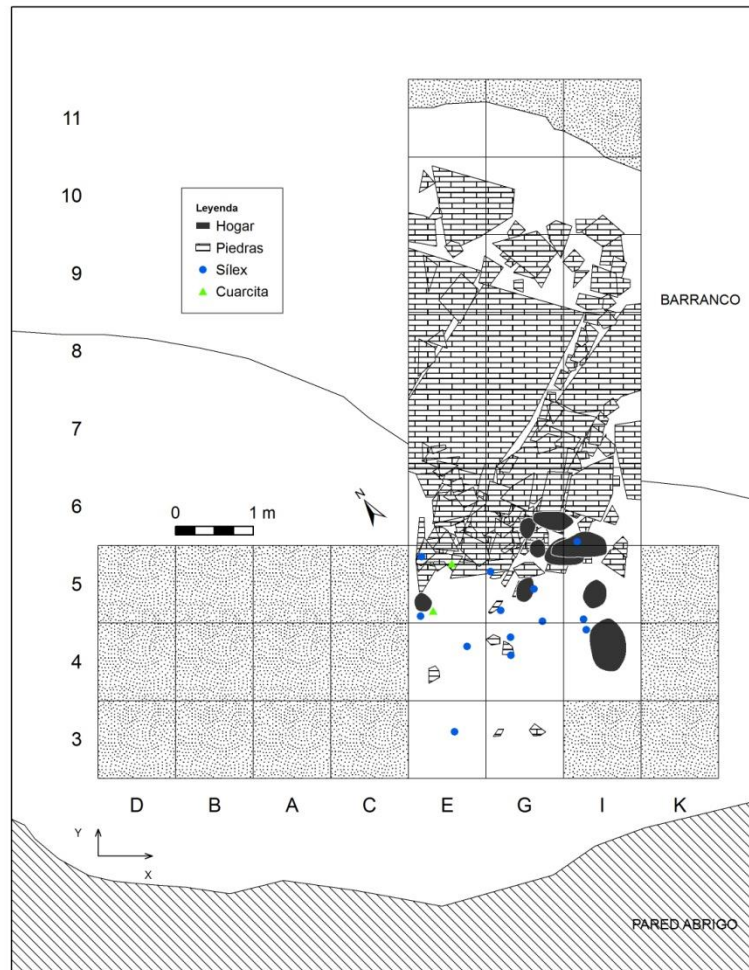 11
10
9
8
7
6
5
4
3
Leyenda
Hogar
Piedras
Sílex
Cuarcita
BARRANCO
0 1 m
N
D B A C E G I K
Y
X
PARED ABRIGO